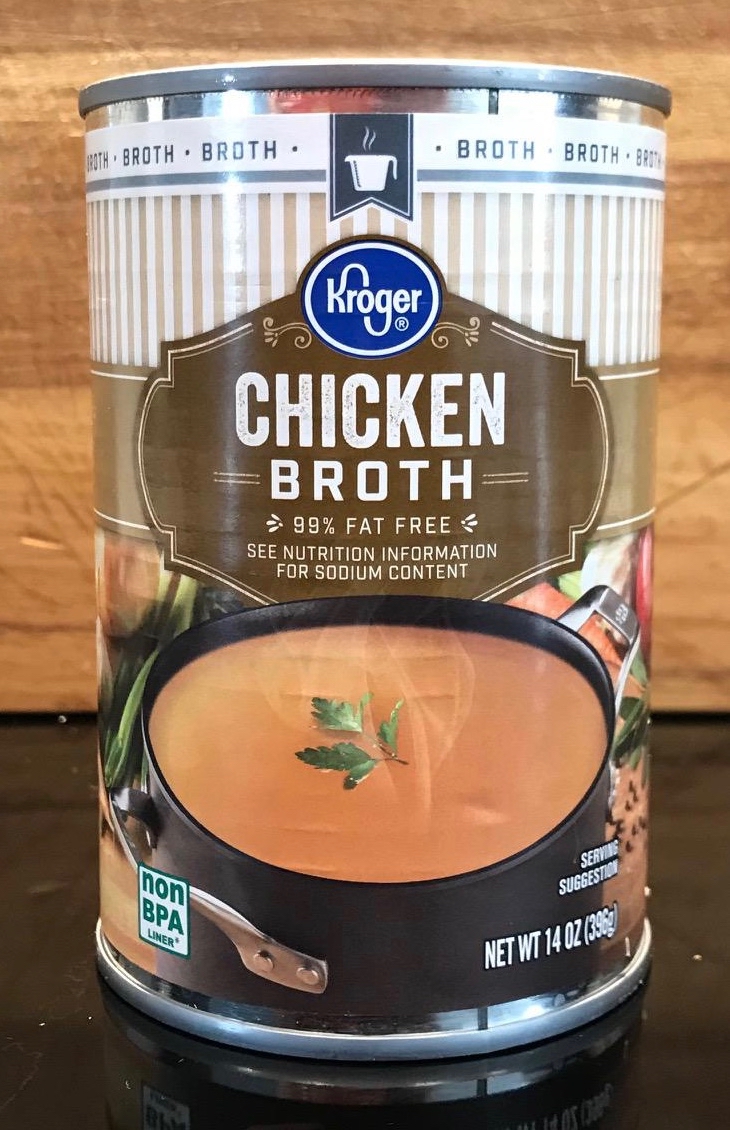 BROTH • BROTH • BROTH •
• BROTH • BROTH • BROTH
Kroger®
CHICKEN
BROTH
99% FAT FREE
SEE NUTRITION INFORMATION
FOR SODIUM CONTENT
SERVING
SUGGESTION
non
BPA
LINER*
NET WT 14 OZ (396g)